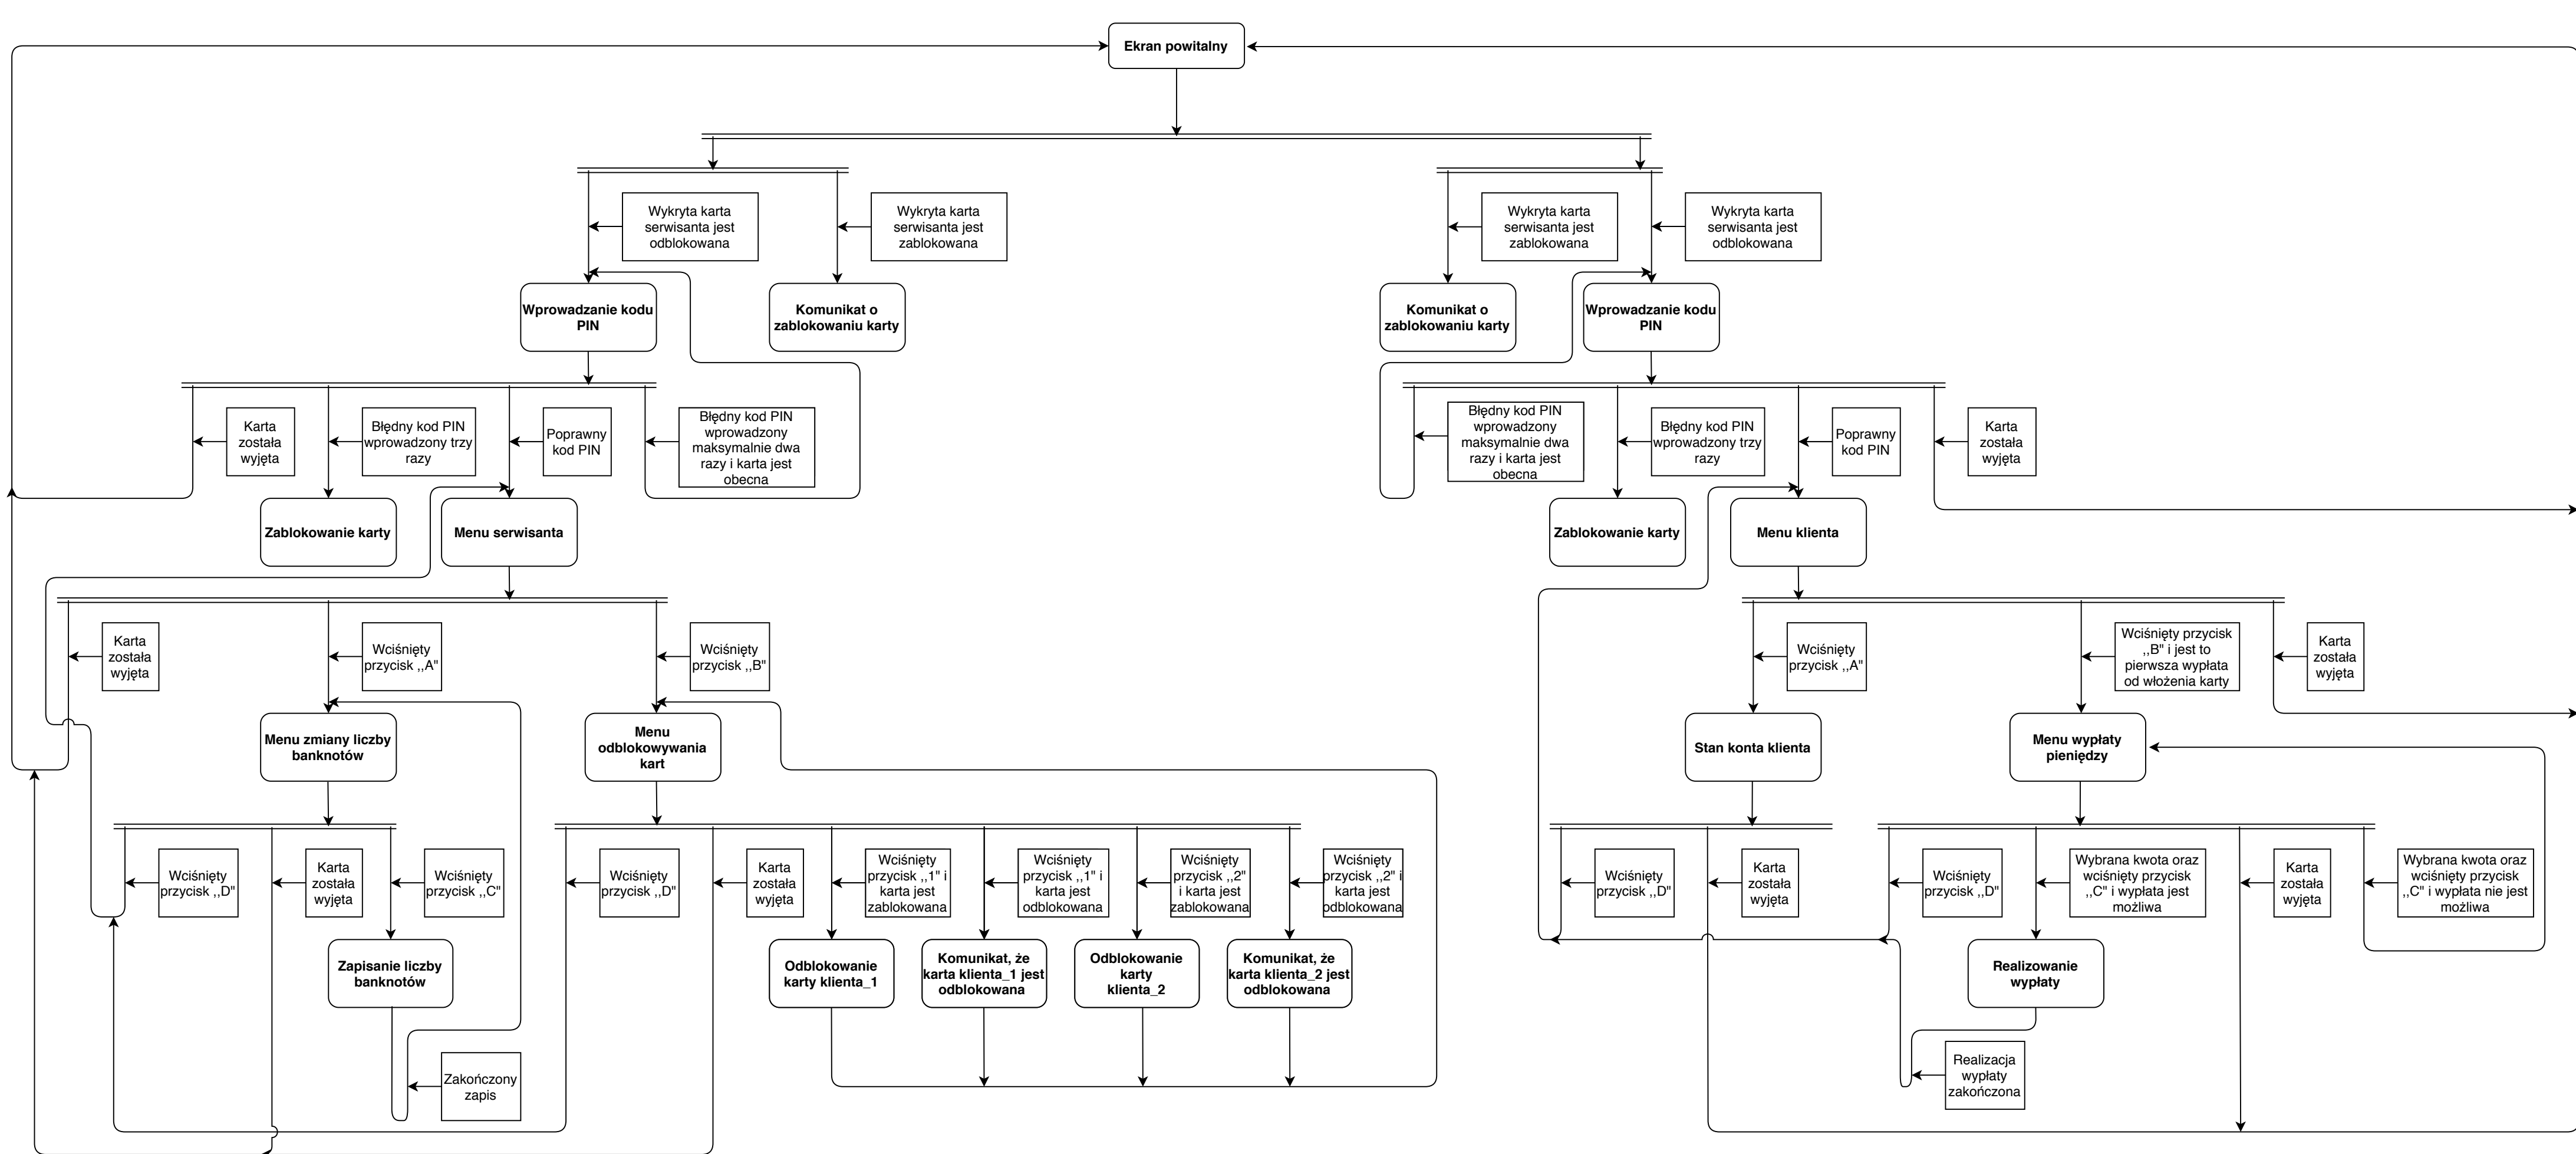 Ekran powitalny
Wykryta karta
serwisanta jest
odblokowana
Wykryta karta
serwisanta jest
zablokowana
Wykryta karta
serwisanta jest
zablokowana
Wykryta karta
serwisanta jest
odblokowana
Wprowadzanie kodu
PIN
Komunikat o
zablokowaniu karty
Komunikat o
zablokowaniu karty
Wprowadzanie kodu
PIN
Karta
została
wyjęta
Błędny kod PIN
wprowadzony trzy
razy
Poprawny
kod PIN
Błędny kod PIN
wprowadzony
maksymalnie dwa
razy i karta jest
obecna
Błędny kod PIN
wprowadzony
maksymalnie dwa
razy i karta jest
obecna
Błędny kod PIN
wprowadzony trzy
razy
Poprawny
kod PIN
Karta
została
wyjęta
Zablokowanie karty
Menu serwisanta
Zablokowanie karty
Menu klienta
Karta
została
wyjęta
Wciśnięty
przycisk ,,A"
Wciśnięty
przycisk ,,B"
Wciśnięty
przycisk ,,A"
Wciśnięty przycisk
,,B" i jest to
pierwsza wypłata
od włożenia karty
Karta
została
wyjęta
Menu zmiany liczby
banknotów
Menu
odblokowywania
kart
Stan konta klienta
Menu wypłaty
pieniędzy
Wciśnięty
przycisk ,,D"
Karta
została
wyjęta
Wciśnięty
przycisk ,,C"
Wciśnięty
przycisk ,,D"
Karta
została
wyjęta
Wciśnięty
przycisk ,,1" i
karta jest
zablokowana
Wciśnięty
przycisk ,,1" i
karta jest
odblokowana
Wciśnięty
przycisk ,,2"
i karta jest
zablokowana
Wciśnięty
przycisk ,,2" i
karta jest
odblokowana
Wciśnięty
przycisk ,,D"
Karta
została
wyjęta
Wciśnięty
przycisk ,,D"
Wybrana kwota oraz
wciśnięty przycisk
,,C" i wypłata jest
możliwa
Karta
została
wyjęta
Wybrana kwota oraz
wciśnięty przycisk
,,C" i wypłata nie jest
możliwa
Zapisanie liczby
banknotów
Odblokowanie
karty klienta_1
Komunikat, że
karta klienta_1 jest
odblokowana
Odblokowanie
karty
klienta_2
Komunikat, że
karta klienta_2 jest
odblokowana
Realizowanie
wypłaty
Zakończony
zapis
Realizacja
wypłaty
zakończona